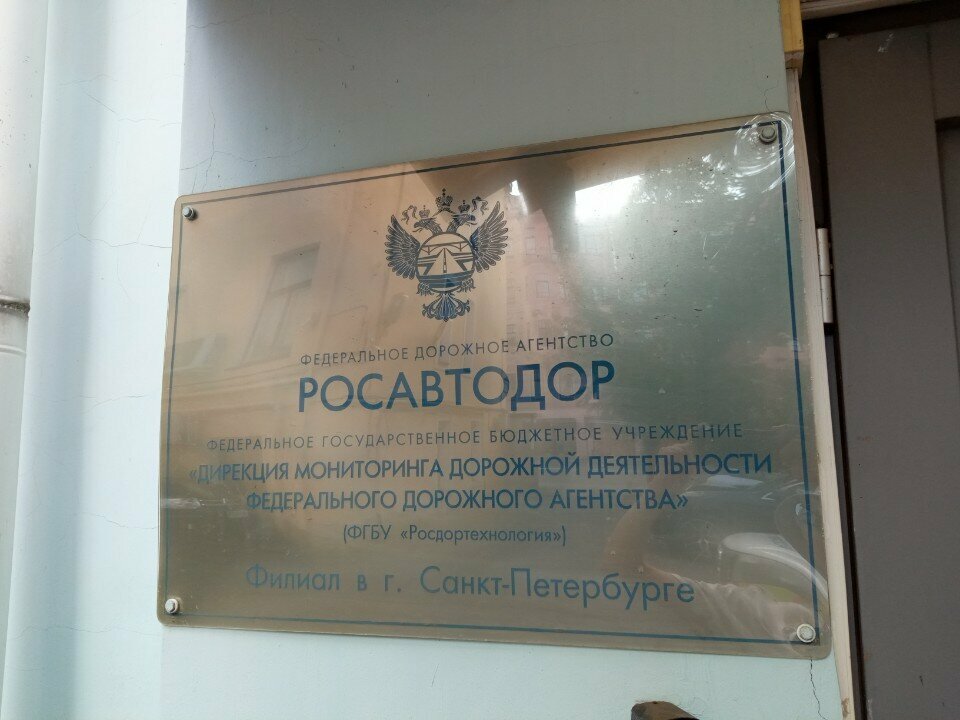 ФЕДЕРАЛЬНОЕ ДОРОЖНОЕ АГЕНТСТВО
РОСАВТОДОР
ФЕДЕРАЛЬНОЕ ГОСУДАРСТВЕННОЕ БЮДЖЕТНОЕ УЧРЕЖДЕНИЕ
«ДИРЕКЦИЯ МОНИТОРИНГА ДОРОЖНОЙ ДЕЯТЕЛЬНОСТИ
ФЕДЕРАЛЬНОГО ДОРОЖНОГО АГЕНТСТВА»
(ФГБУ «Росдортехнология»)
Филиал в г. Санкт-Петербурге